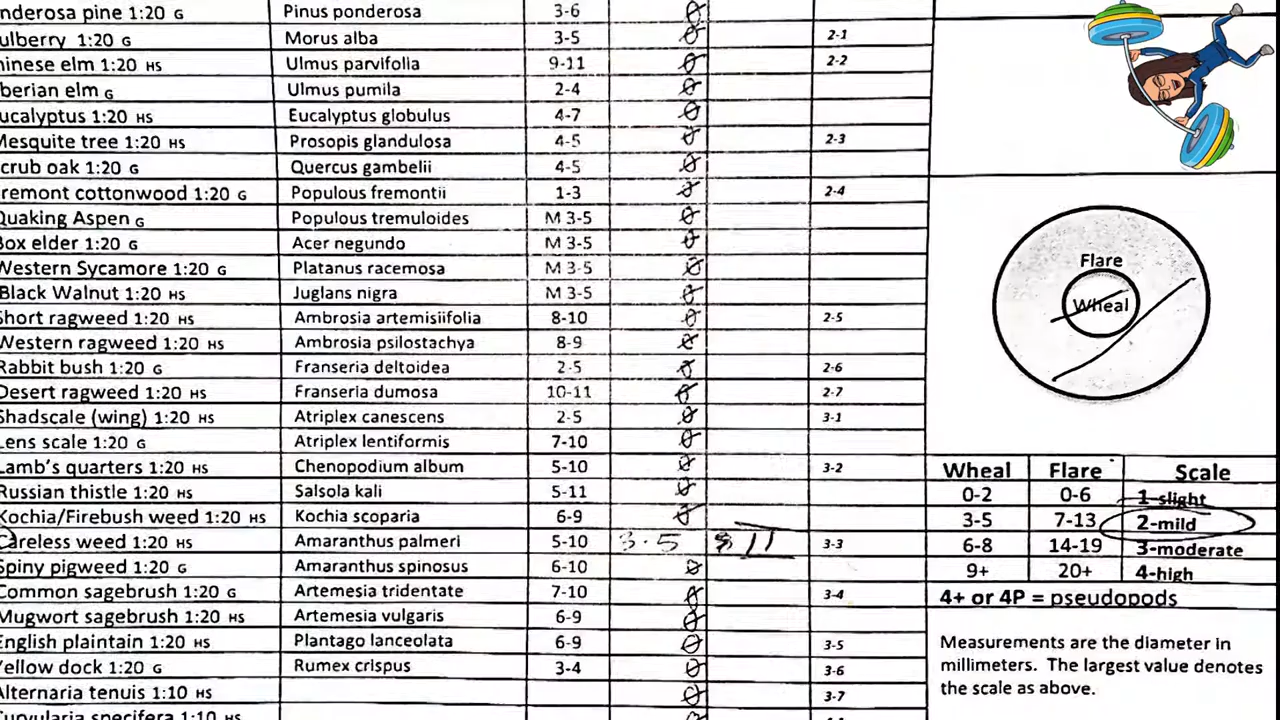 nderosa pine 1:20 G Pinus ponderosa 3-6 Ø
ulberry 1:20 G Morus alba 3-5 Ø 2-1
hinese elm 1:20 HS Ulmus parvifolia 9-11 Ø 2-2
iberian elm G Ulmus pumila 2-4 Ø
ucalyptus 1:20 HS Eucalyptus globulus 4-7 Ø
Mesquite tree 1:20 HS Prosopis glandulosa 4-5 Ø 2-3
crub oak 1:20 G Quercus gambelii 4-5 Ø
remont cottonwood 1:20 G Populous fremontii 1-3 Ø 2-4
Quaking Aspen G Populous tremuloides M 3-5 Ø
Box elder 1:20 G Acer negundo M 3-5 Ø
Western Sycamore 1:20 G Platanus racemosa M 3-5 Ø
Black Walnut 1:20 HS Juglans nigra M 3-5 Ø
Short ragweed 1:20 HS Ambrosia artemisiifolia 8-10 Ø 2-5
Western ragweed 1:20 HS Ambrosia psilostachya 8-9 Ø
Rabbit bush 1:20 G Franseria deltoidea 2-5 Ø 2-6
Desert ragweed 1:20 HS Franseria dumosa 10-11 Ø 2-7
Shadscale (wing) 1:20 HS Atriplex canescens 2-5 Ø 3-1
Lens scale 1:20 G Atriplex lentiformis 7-10 Ø
Lamb's quarters 1:20 HS Chenopodium album 5-10 Ø 3-2
Russian thistle 1:20 HS Salsola kali 5-11 Ø
Kochia/Firebush weed 1:20 HS Kochia scoparia 6-9 Ø
Careless weed 1:20 HS Amaranthus palmeri 5-10 3.5 II 3-3
Spiny pigweed 1:20 G Amaranthus spinosus 6-10 Ø
Common sagebrush 1:20 G Artemesia tridentate 7-10 Ø 3-4
Mugwort sagebrush 1:20 HS Artemesia vulgaris 6-9 Ø
English plaintain 1:20 HS Plantago lanceolata 6-9 Ø 3-5
Yellow dock 1:20 G Rumex crispus 3-4 Ø 3-6
Alternaria tenuis 1:10 HS Ø 3-7
Curvularia specifera 1:10 HS
Flare
Wheal
Wheal Flare Scale
0-2 0-6 1-slight
3-5 7-13 2-mild
6-8 14-19 3-moderate
9+ 20+ 4-high
4+ or 4P = pseudopods
Measurements are the diameter in
millimeters. The largest value denotes
the scale as above.